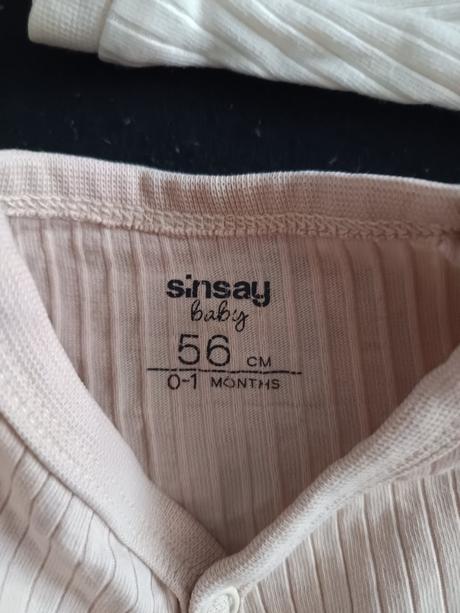 sinsay
baby
56 CM
0-1 MONTHS